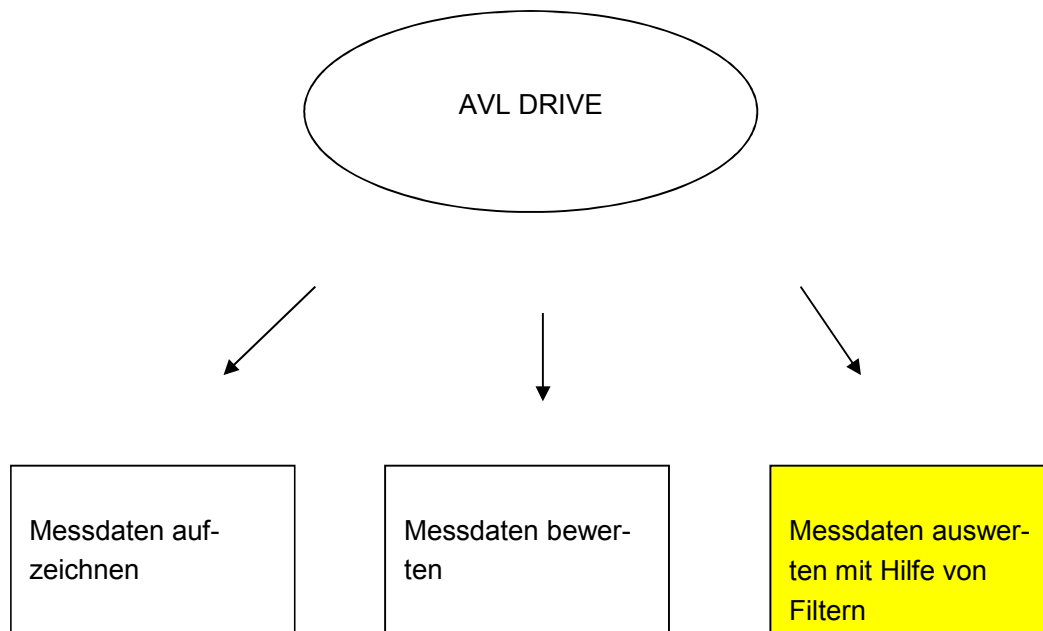 AVL DRIVE
Messdaten auf-
zeichnen
Messdaten bewer-
ten
Messdaten auswer-
ten mit Hilfe von
Filtern